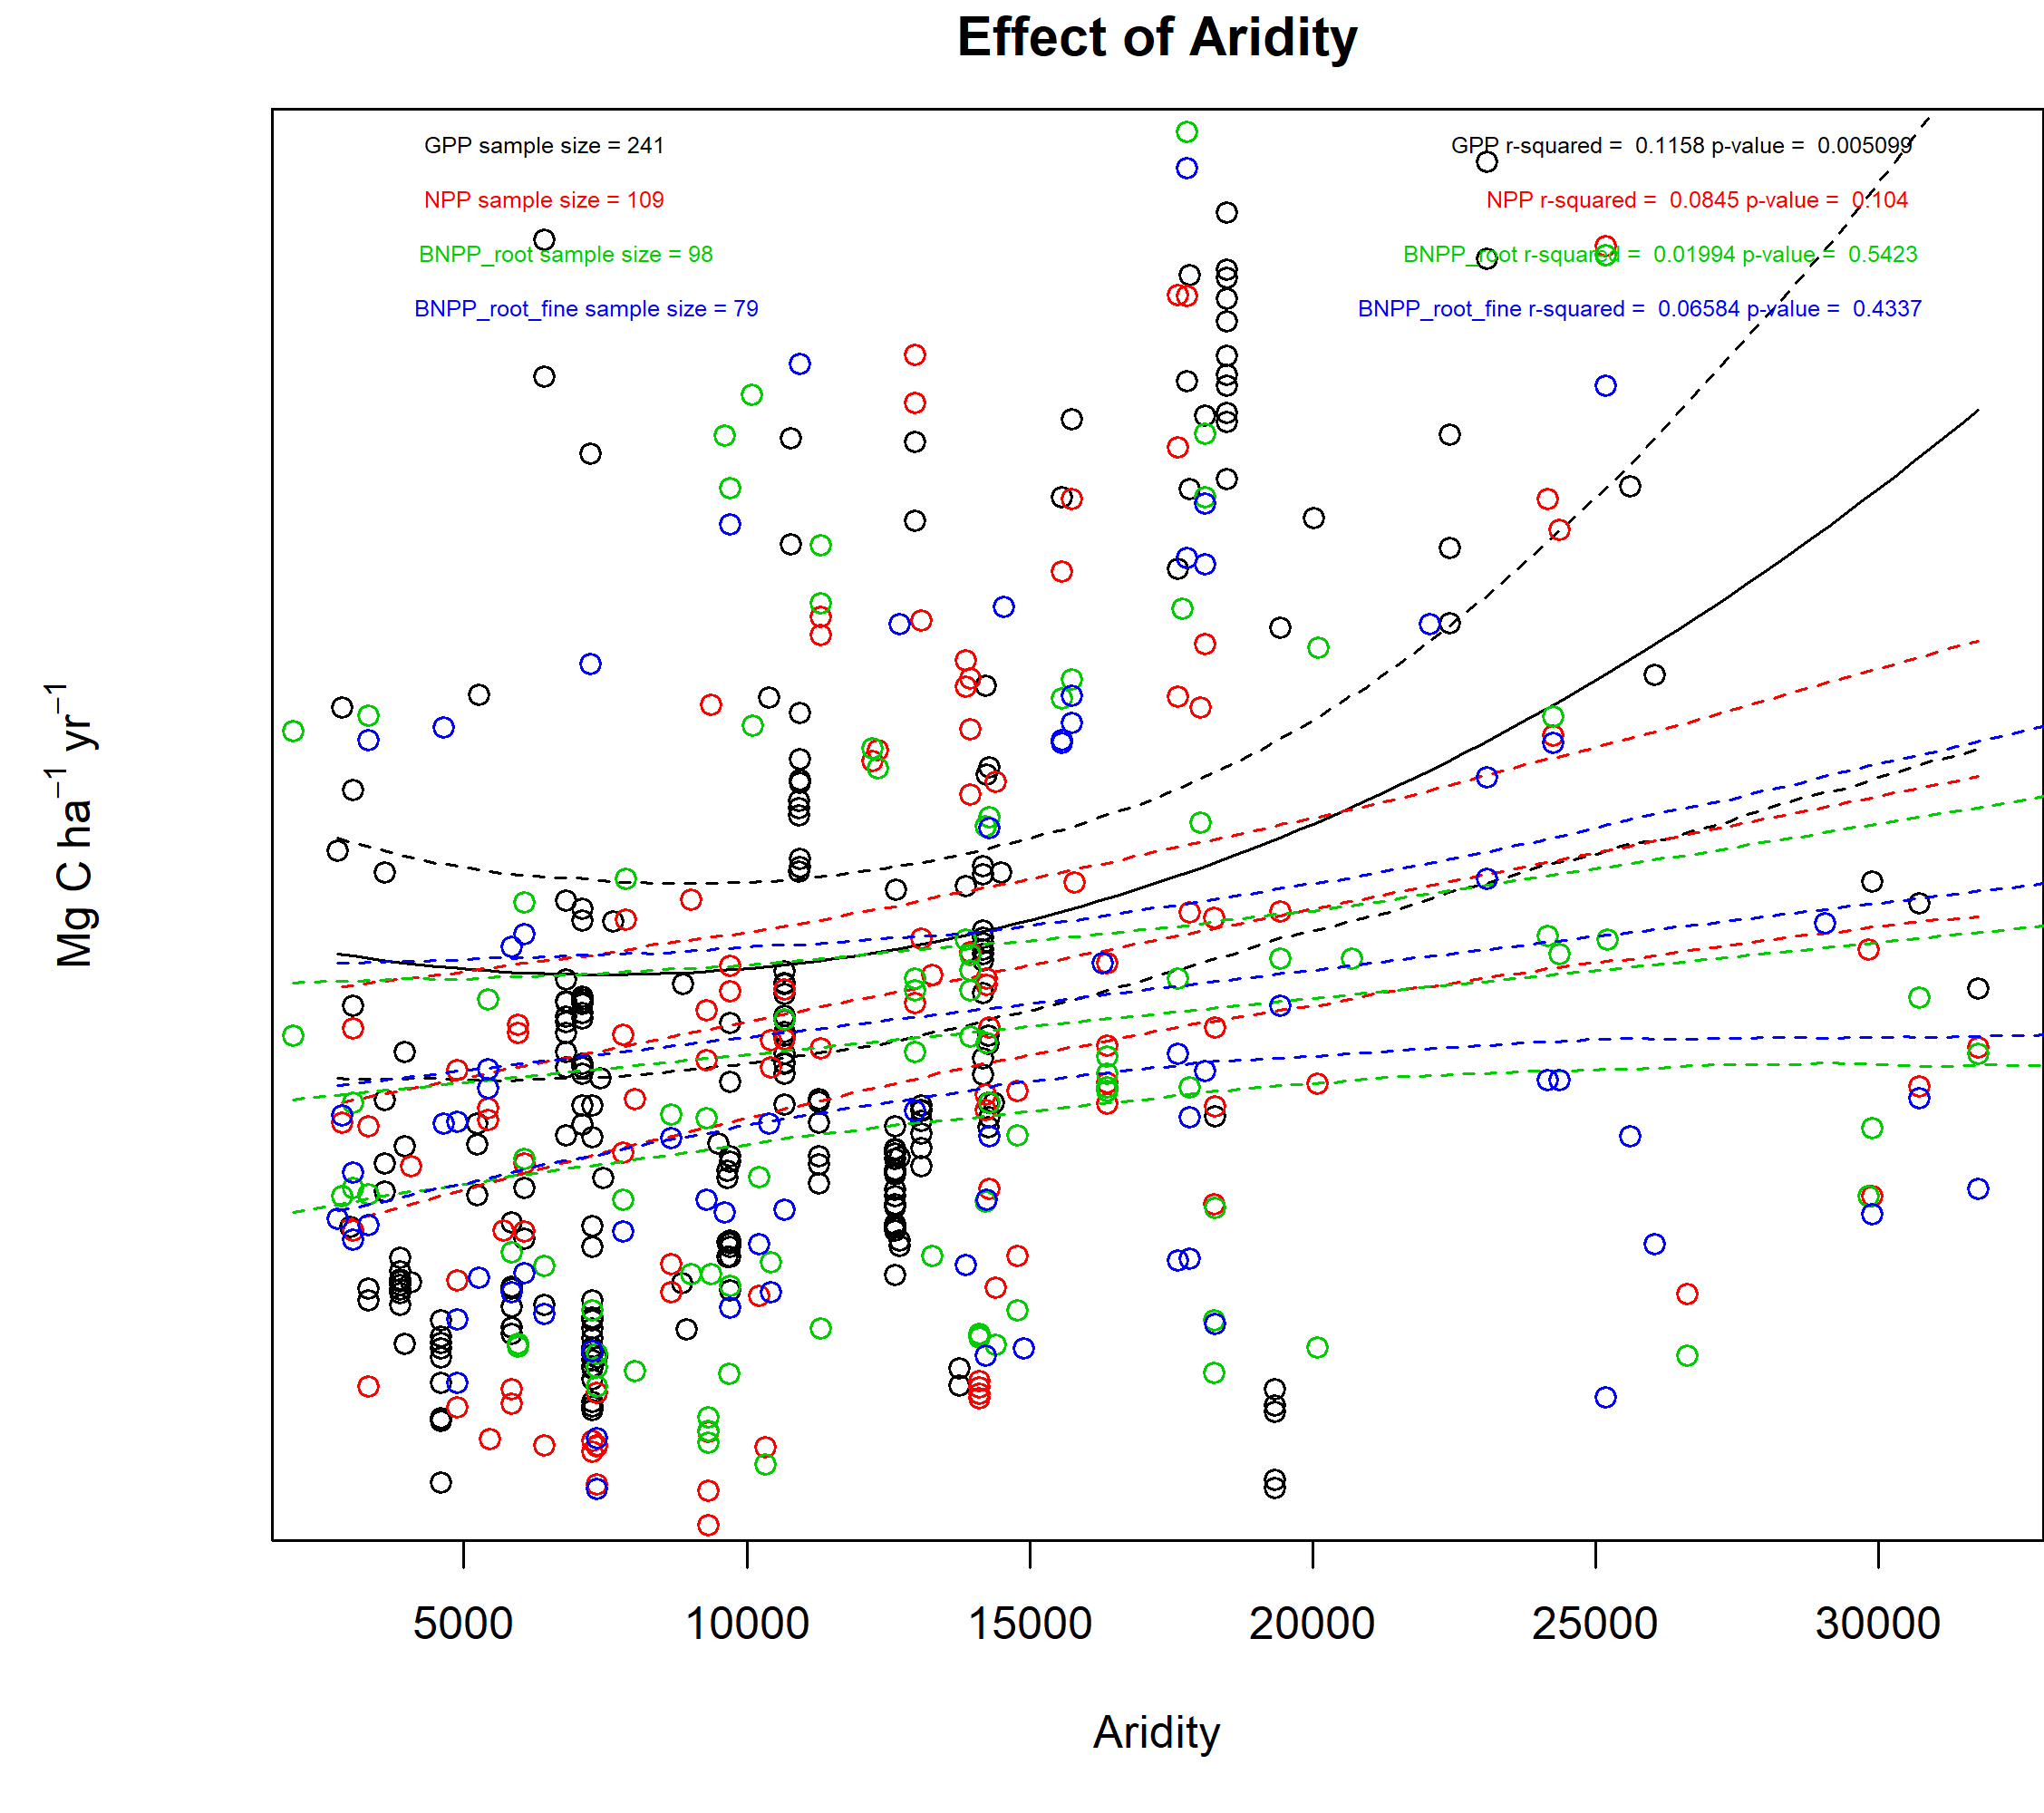 Effect of Aridity
GPP sample size = 241
GPP r-squared = 0.1158 p-value = 0.005099
NPP sample size = 109
NPP r-squared = 0.0845 p-value = 0.104
BNPP_root sample size = 98
BNPP_root r-squared = 0.01994 p-value = 0.5423
BNPP_root_fine sample size = 79
BNPP_root_fine r-squared = 0.06584 p-value = 0.4337
Mg C ha⁻¹ yr⁻¹
5000 10000 15000 20000 25000 30000
Aridity